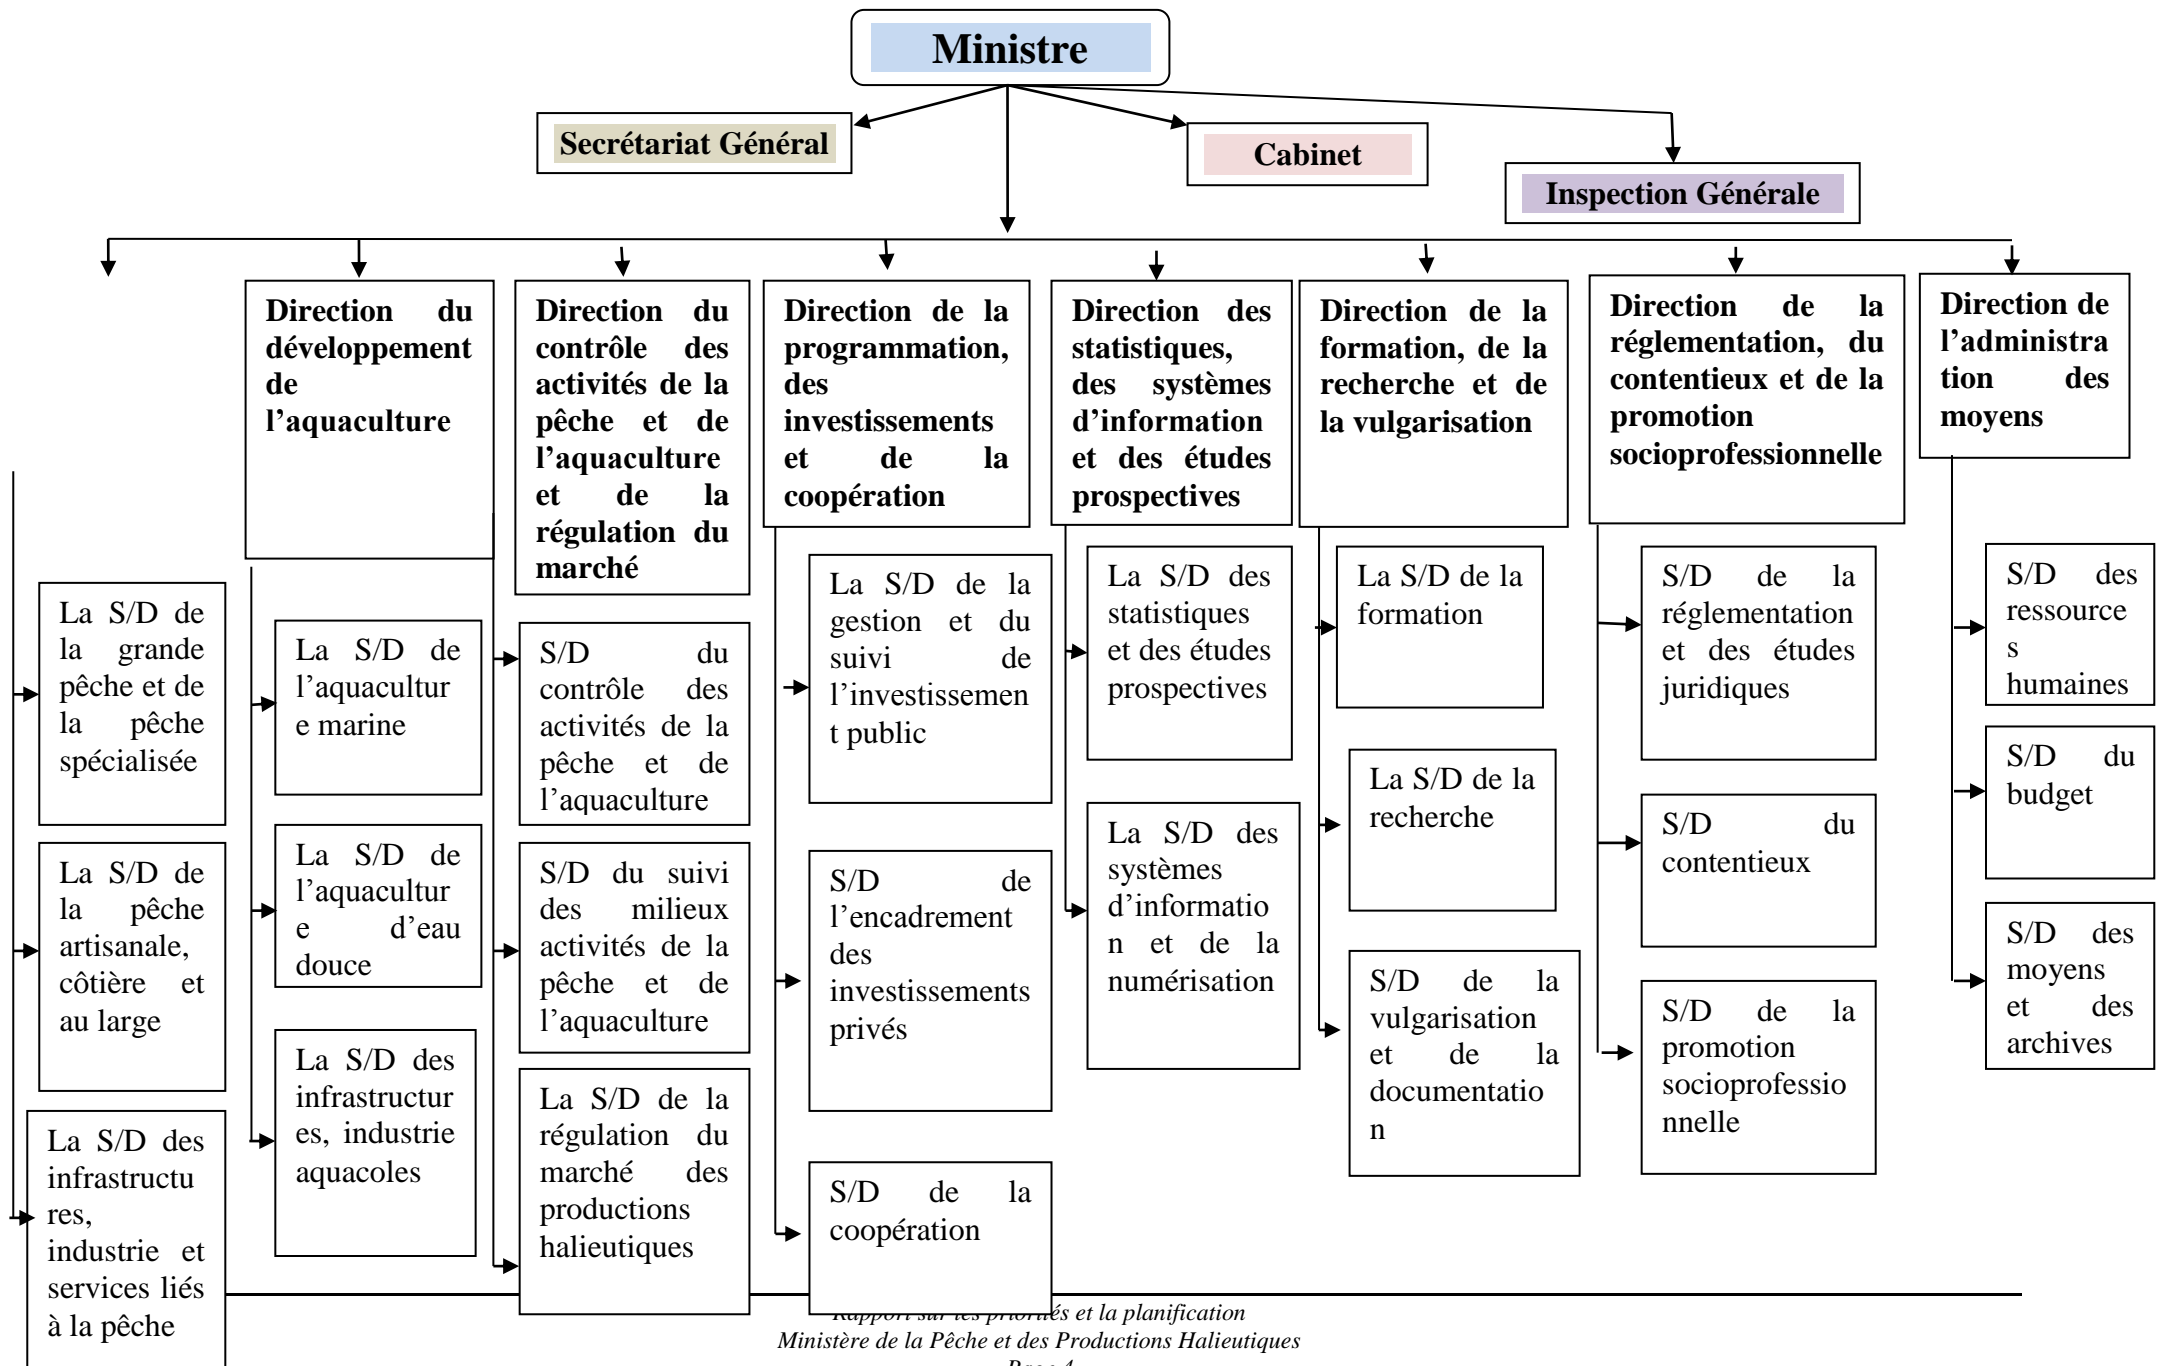 Ministre
Secrétariat Général
Cabinet
Inspection Générale
Direction du
développement
de
l’aquaculture
Direction du
contrôle des
activités de la
pêche et de
l’aquaculture
et de la
régulation du
marché
Direction de la
programmation,
des
investissements
et de la
coopération
Direction des
statistiques,
des systèmes
d’information
et des études
prospectives
Direction de la
formation, de la
recherche et de
la vulgarisation
Direction de la
réglementation, du
contentieux et de la
promotion
socioprofessionnelle
Direction de
l’administra
tion des
moyens
La S/D de
la grande
pêche et de
la pêche
spécialisée
La S/D de
la pêche
artisanale,
côtière et
au large
La S/D des
infrastructu
res,
industrie et
services liés
à la pêche
La S/D de
l’aquacultur
e marine
La S/D de
l’aquacultur
e d’eau
douce
La S/D des
infrastructur
es, industrie
aquacoles
S/D du
contrôle des
activités de la
pêche et de
l’aquaculture
S/D du suivi
des milieux
activités de la
pêche et de
l’aquaculture
La S/D de la
régulation du
marché des
productions
halieutiques
La S/D de la
gestion et du
suivi de
l’investissemen
t public
S/D de
l’encadrement
des
investissements
privés
S/D de la
coopération
La S/D des
statistiques
et des études
prospectives
La S/D des
systèmes
d’informatio
n et de la
numérisation
La S/D de la
formation
La S/D de la
recherche
S/D de la
vulgarisation
et de la
documentatio
n
S/D de la
réglementation
et des études
juridiques
S/D du
contentieux
S/D de la
promotion
socioprofessio
nnelle
S/D des
ressource
s
humaines
S/D du
budget
S/D des
moyens
et des
archives
Rapport sur les priorités et la planification
Ministère de la Pêche et des Productions Halieutiques
Page 4